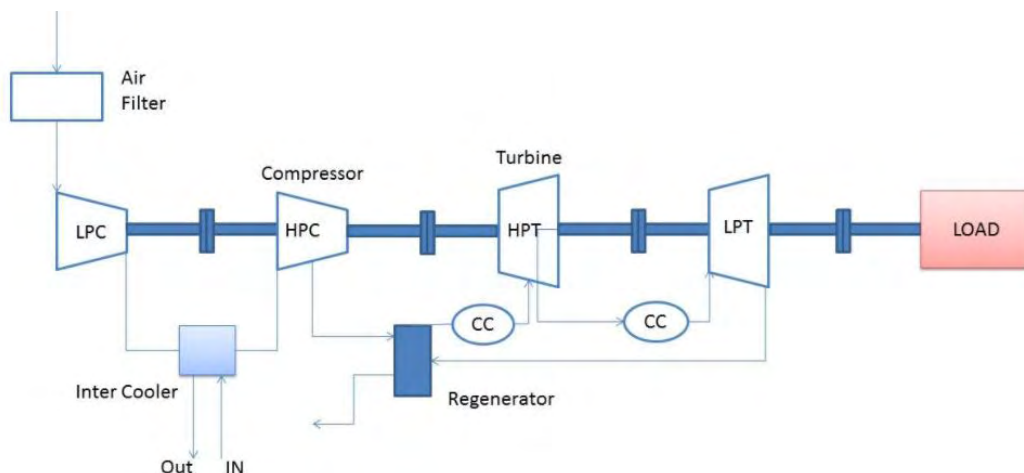 Air
Filter
Compressor
Turbine
LPC
HPC
HPT
LPT
LOAD
CC
CC
Inter Cooler
Regenerator
Out
IN